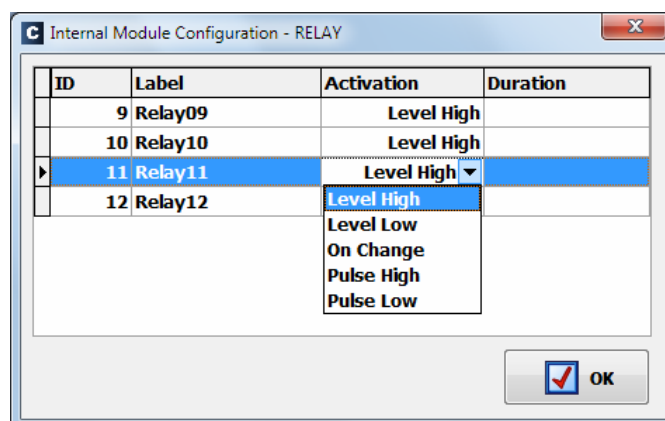 C Internal Module Configuration - RELAY
ID Label Activation Duration
9 Relay09 Level High
10 Relay10 Level High
11 Relay11 Level High
12 Relay12
Level High
Level Low
On Change
Pulse High
Pulse Low
OK